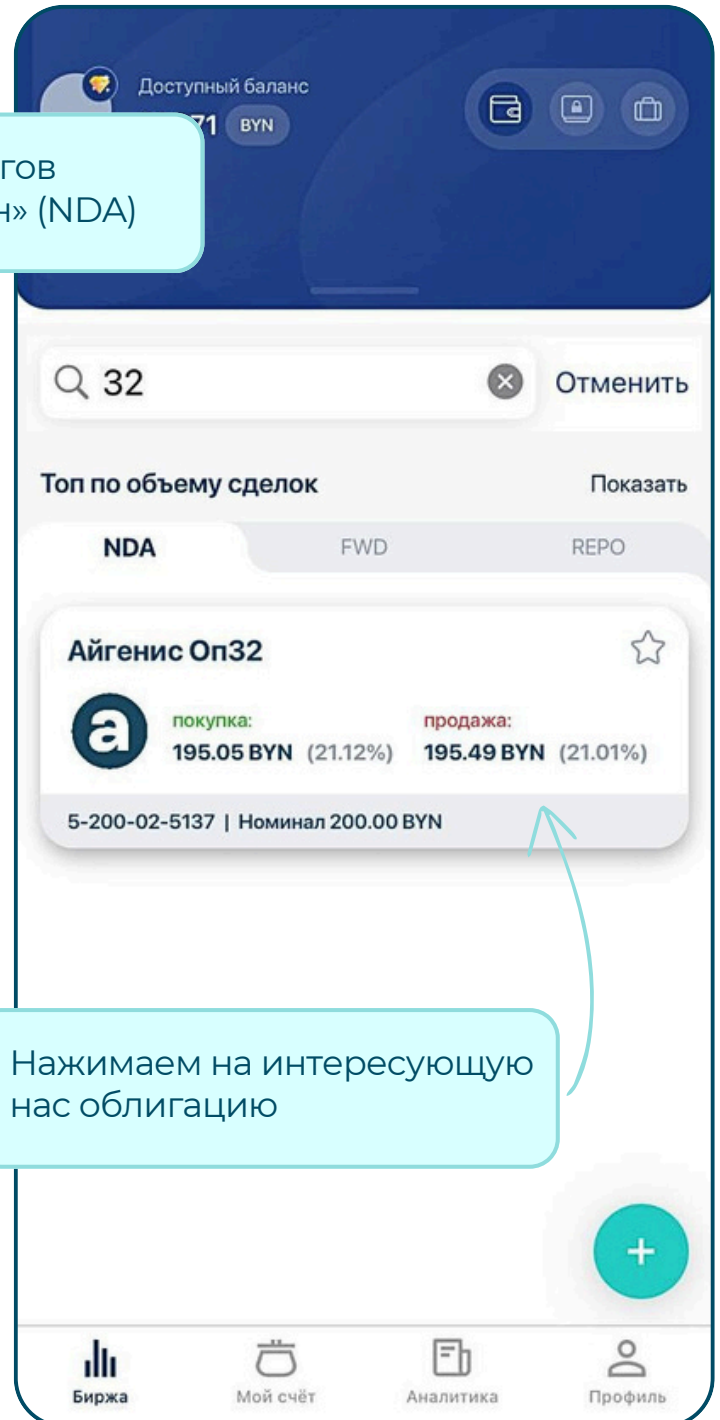 Доступный баланс
71 BYN
гов
н» (NDA)
32
Отменить
Топ по объему сделок
Показать
NDA
FWD
REPO
Айгенис Оп32
a
покупка:
продажа:
195.05 BYN (21.12%)
195.49 BYN (21.01%)
5-200-02-5137 | Номинал 200.00 BYN
Нажимаем на интересующую
нас облигацию
+
Биржа
Мой счёт
Аналитика
Профиль